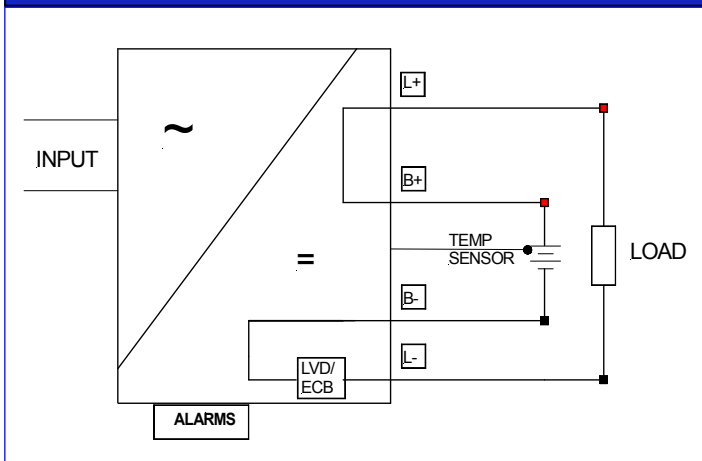 L+
~
INPUT
B+
TEMP
SENSOR
=
LOAD
B-
L-
LVD/
ECB
ALARMS